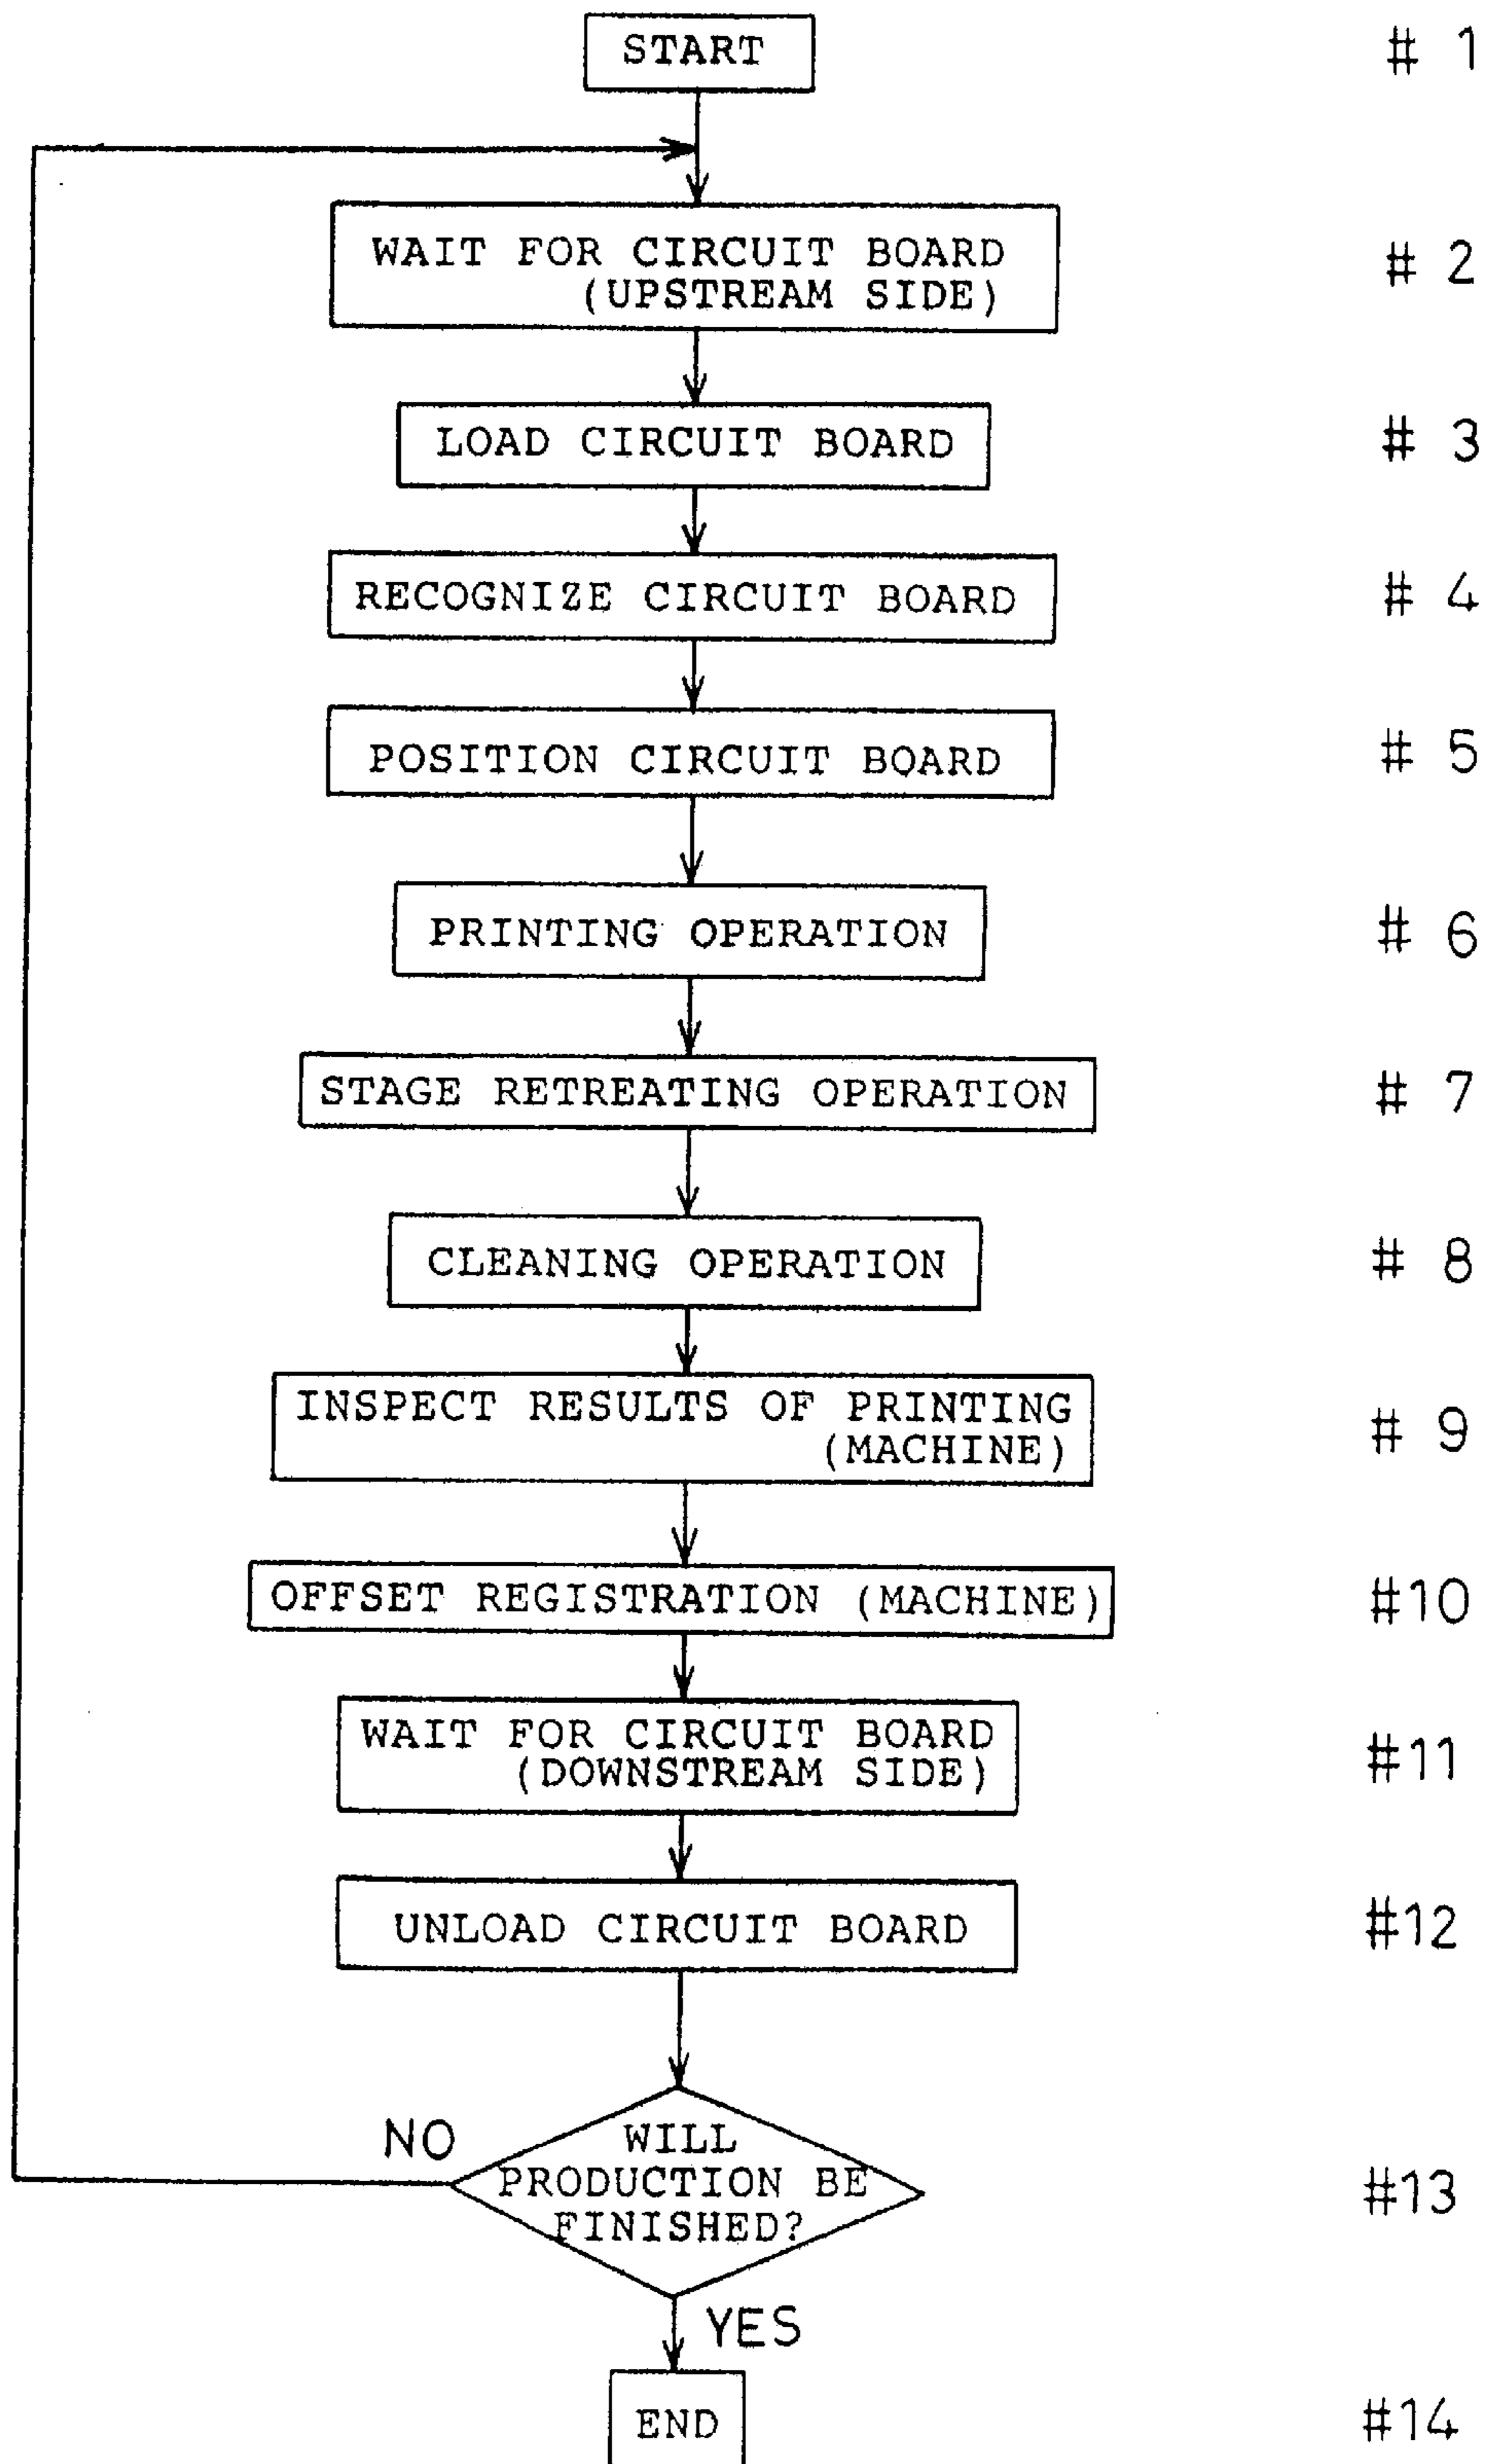 START # 1
WAIT FOR CIRCUIT BOARD # 2
(UPSTREAM SIDE)
LOAD CIRCUIT BOARD # 3
RECOGNIZE CIRCUIT BOARD # 4
POSITION CIRCUIT BOARD # 5
PRINTING OPERATION # 6
STAGE RETREATING OPERATION # 7
CLEANING OPERATION # 8
INSPECT RESULTS OF PRINTING # 9
(MACHINE)
OFFSET REGISTRATION (MACHINE) #10
WAIT FOR CIRCUIT BOARD #11
(DOWNSTREAM SIDE)
UNLOAD CIRCUIT BOARD #12
NO
WILL
PRODUCTION BE #13
FINISHED?
YES
END #14